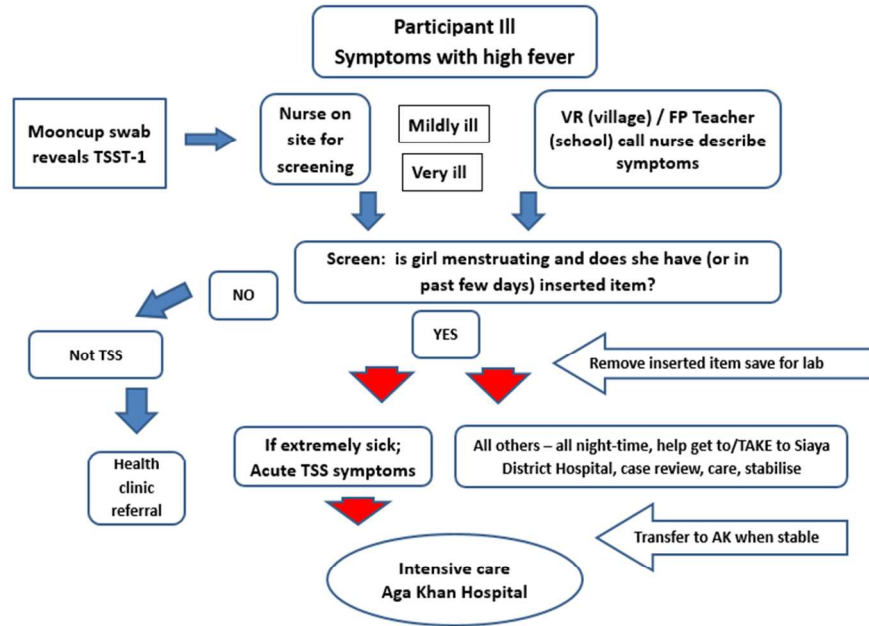 Participant Ill
Symptoms with high fever
Mooncup swab
reveals TSST-1
Nurse on
site for
screening
Mildly ill
Very ill
VR (village) / FP Teacher
(school) call nurse describe
symptoms
Screen: is girl menstruating and does she have (or in
past few days) inserted item?
NO
YES
Not TSS
Remove inserted item save for lab
Health
clinic
referral
If extremely sick;
Acute TSS symptoms
All others – all night-time, help get to/TAKE to Siaya
District Hospital, case review, care, stabilise
Transfer to AK when stable
Intensive care
Aga Khan Hospital